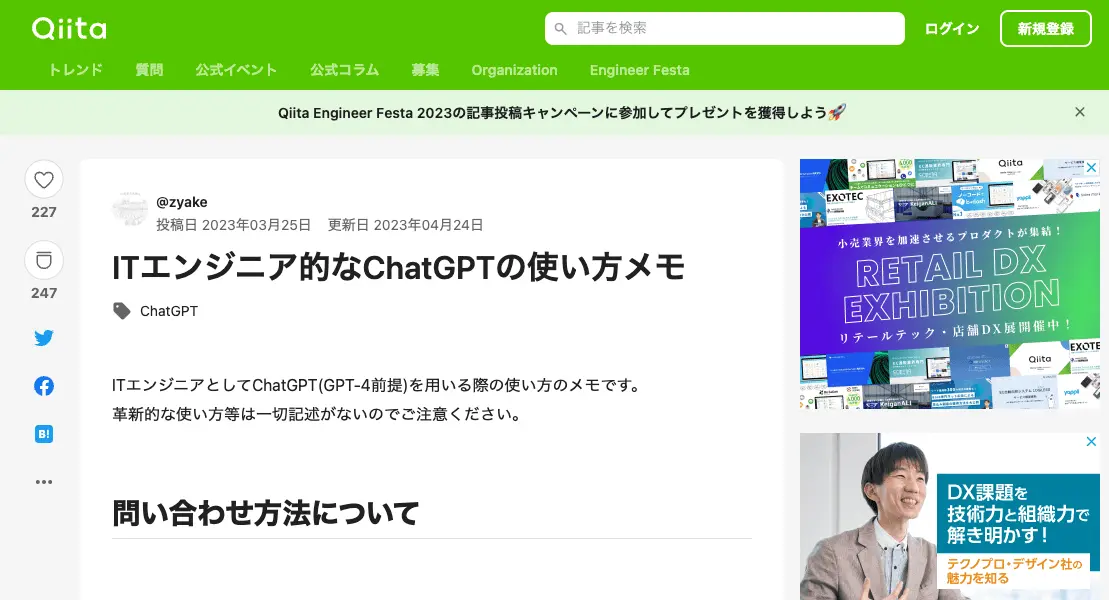 Qiita
記事を検索
ログイン
新規登録
トレンド
質問
公式イベント
公式コラム
募集
Organization
Engineer Festa
Qiita Engineer Festa 2023の記事投稿キャンペーンに参加してプレゼントを獲得しよう🚀
227
247
B!
@zyake
投稿日 2023年03月25日 更新日 2023年04月24日
ITエンジニア的なChatGPTの使い方メモ
ChatGPT
ITエンジニアとしてChatGPT(GPT-4前提)を用いる際の使い方のメモです。
革新的な使い方等は一切記述がないのでご注意ください。
問い合わせ方法について
Qiita
EXOTEC
KeiganALI
小売業界を加速させるプロダクトが集結！
RETAIL DX
EXHIBITION
リテールテック・店舗DX展開催中！
Qiita
EXOTEC
KeiganALI
DX課題を
技術力と組織力で
解き明かす！
テクノプロ・デザイン社の
魅力を知る